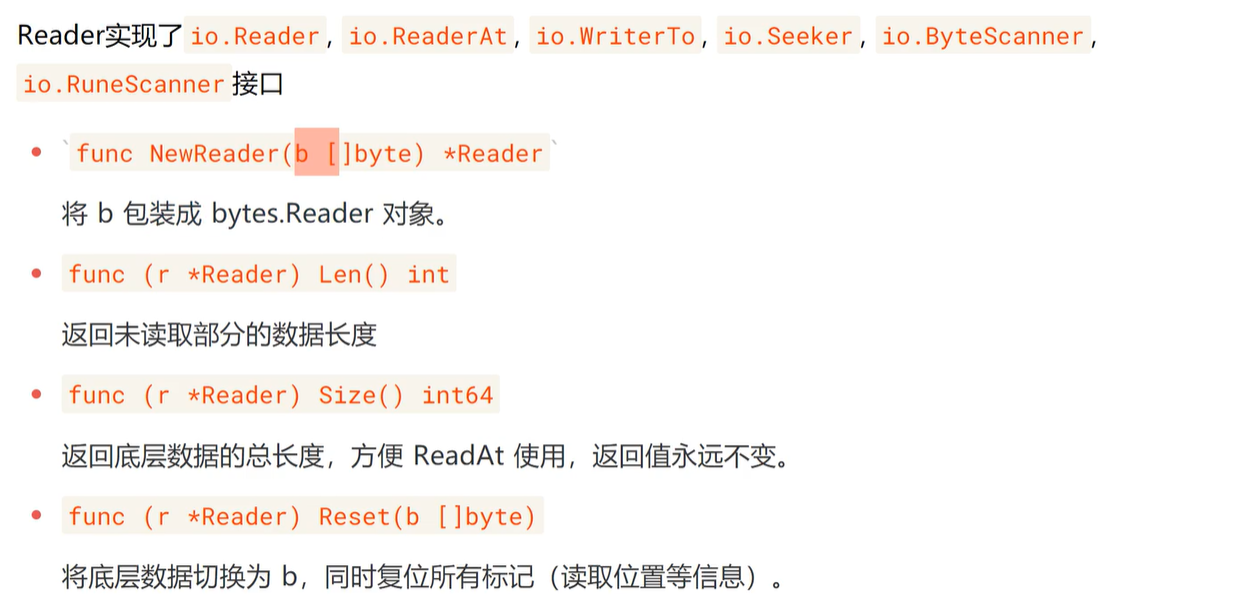 Reader实现了 io.Reader, io.ReaderAt, io.WriterTo, io.Seeker, io.ByteScanner,
io.RuneScanner接口
• `func NewReader(b []byte) *Reader`
将 b 包装成 bytes.Reader 对象。
• func (r *Reader) Len() int
返回未读取部分的数据长度
• func (r *Reader) Size() int64
返回底层数据的总长度，方便 ReadAt 使用，返回值永远不变。
• func (r *Reader) Reset(b []byte)
将底层数据切换为 b，同时复位所有标记（读取位置等信息）。